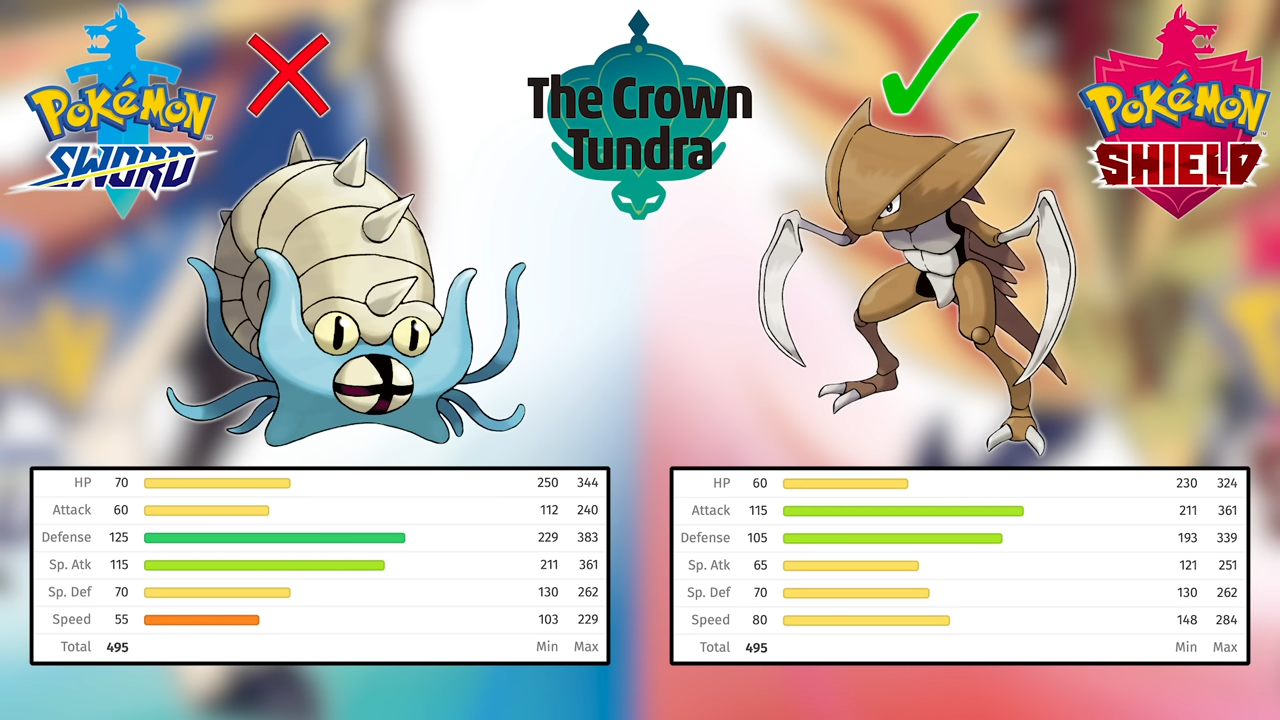 POKÉMON
SWORD
The Crown
Tundra
POKÉMON
SHIELD
HP 70 250 344
Attack 60 112 240
Defense 125 229 383
Sp. Atk 115 211 361
Sp. Def 70 130 262
Speed 55 103 229
Total 495 Min Max
HP 60 230 324
Attack 115 211 361
Defense 105 193 339
Sp. Atk 65 121 251
Sp. Def 70 130 262
Speed 80 148 284
Total 495 Min Max